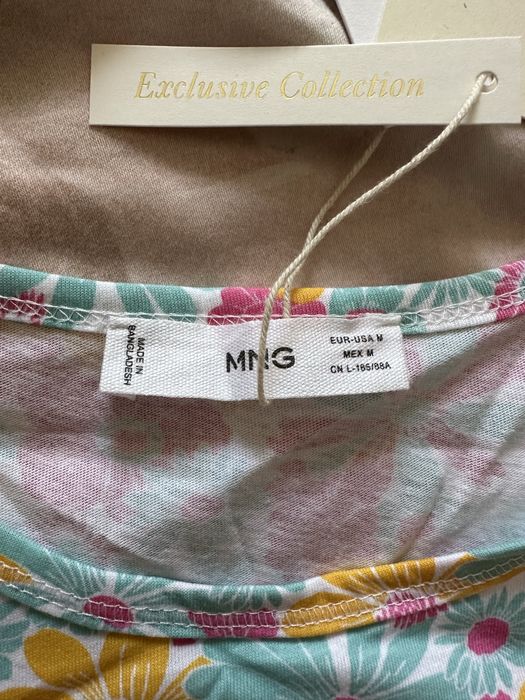 Exclusive Collection
MADE IN
BANGLADESH
MNG
EUR-USA M
MEX M
CN L-165/88A